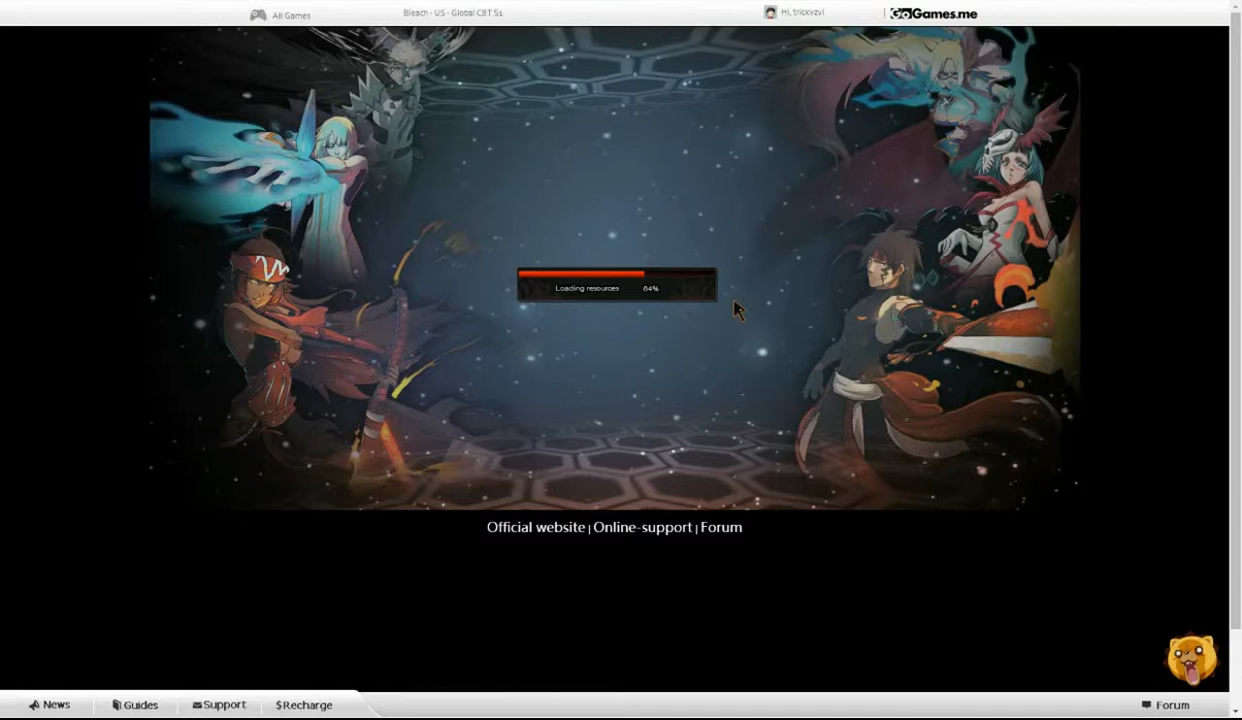 All Games
Bleach - US - Global CBT S1
Hi, trickyzvi
GoGames.me
Loading resources 64%
Official website | Online-support | Forum
News
Guides
Support
$Recharge
Forum